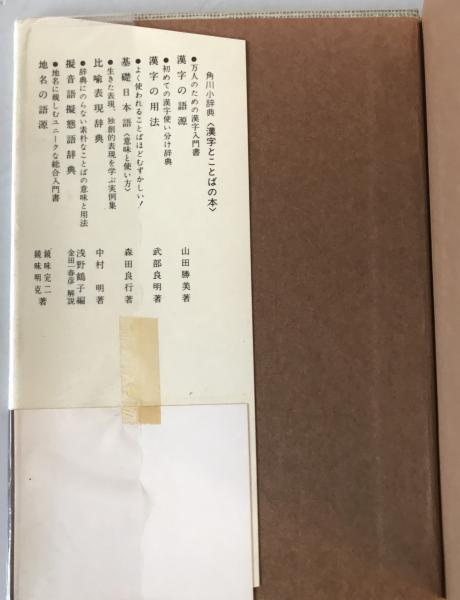 角川小辞典〈漢字とことばの本〉
●万人のための漢字入門書
漢字の語源 山田勝美著
●初めての漢字使い分け辞典
漢字の用法 武部良明著
●よく使われることばほどむずかしい!
基礎日本語〈意味と使い方〉 森田良行著
●生きた表現、独創的表現を学ぶ実例集
比喩表現辞典 中村 明著
●辞典にのらない素朴なことばの意味と用法
擬音語擬態語辞典 浅野鶴子編 金田一春彦 解説
●地名に親しむユニークな総合入門書
地名の語源 鏡味完二 鏡味明克 著